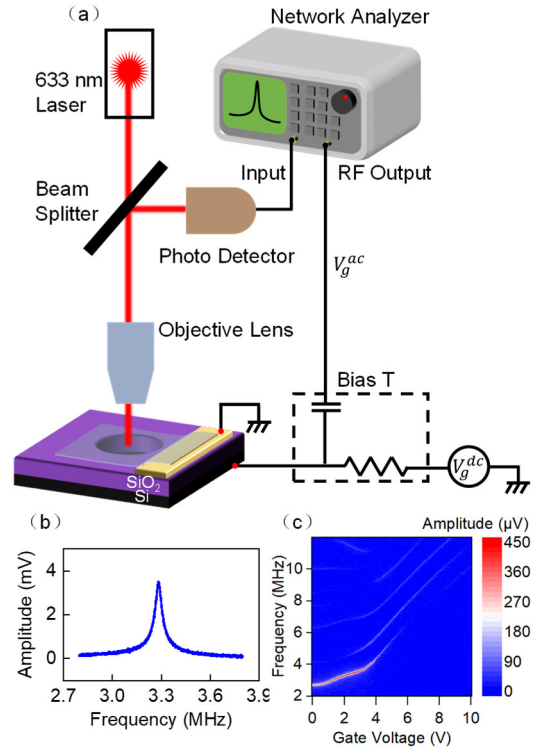 （a）
Network Analyzer
633 nm
Laser
Beam
Splitter
Input
RF Output
Photo Detector
V_g^{ac}
Objective Lens
Bias T
SiO₂
Si
V_g^{dc}
（b）
Amplitude (mV)
4
2
0
2.7 3.0 3.3 3.6 3.9
Frequency (MHz)
（c）
Amplitude (μV)
Frequency (MHz)
12
10
8
6
4
2
0 2 4 6 8 10
Gate Voltage (V)
450
360
270
180
90
0